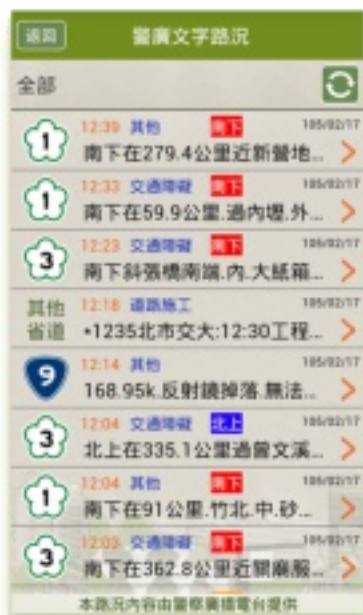 返回
警廣文字路況
全部
1
12:39 其他 南下 105/02/17
南下在279.4公里近新營地...
1
12:33 交通障礙 南下 105/02/17
南下在59.9公里.過內壢.外...
3
12:23 交通障礙 南下 105/02/17
南下斜張橋南端.內.大紙箱...
其他
省道
12:18 道路施工 105/02/17
•1235北市交大:12:30工程...
9
12:14 其他 105/02/17
168.95k.反射鏡掉落.無法...
3
12:04 交通障礙 北上 105/02/17
北上在335.1公里過曾文溪...
1
12:04 其他 南下 105/02/17
南下在91公里.竹北.中.砂...
3
12:03 交通障礙 南下 105/02/17
南下在362.8公里近關廟服...
本路況內容由警察廣播電台提供